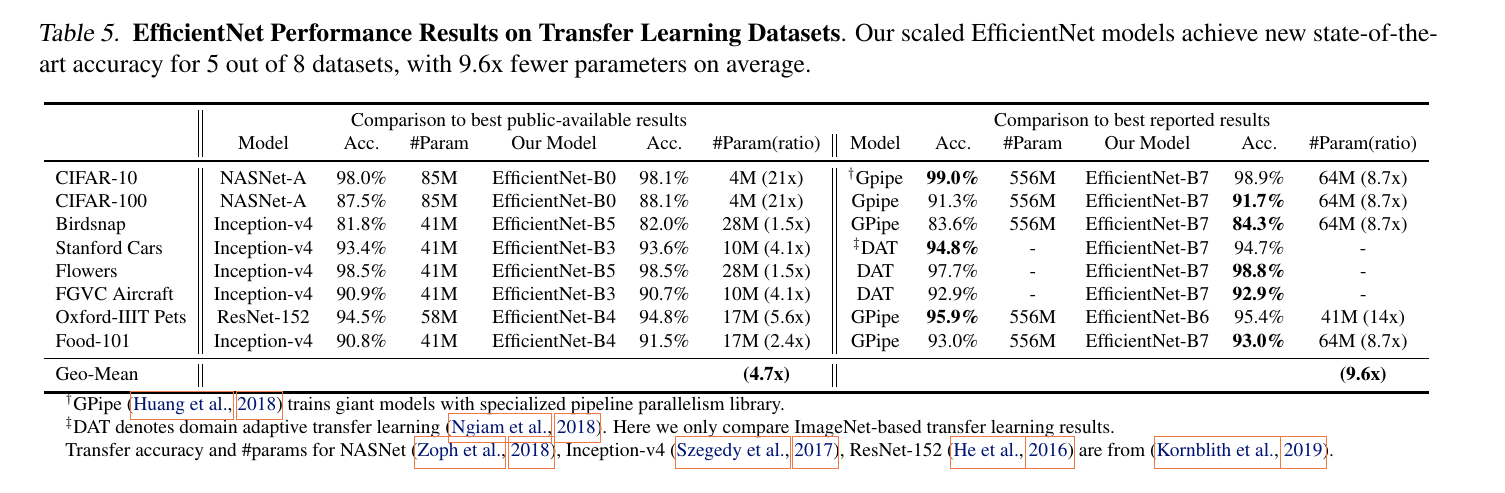 Table 5. EfficientNet Performance Results on Transfer Learning Datasets. Our scaled EfficientNet models achieve new state-of-the-
art accuracy for 5 out of 8 datasets, with 9.6x fewer parameters on average.
Comparison to best public-available results Comparison to best reported results
Model Acc. #Param Our Model Acc. #Param(ratio) Model Acc. #Param Our Model Acc. #Param(ratio)
CIFAR-10 NASNet-A 98.0% 85M EfficientNet-B0 98.1% 4M (21x) †Gpipe 99.0% 556M EfficientNet-B7 98.9% 64M (8.7x)
CIFAR-100 NASNet-A 87.5% 85M EfficientNet-B0 88.1% 4M (21x) Gpipe 91.3% 556M EfficientNet-B7 91.7% 64M (8.7x)
Birdsnap Inception-v4 81.8% 41M EfficientNet-B5 82.0% 28M (1.5x) GPipe 83.6% 556M EfficientNet-B7 84.3% 64M (8.7x)
Stanford Cars Inception-v4 93.4% 41M EfficientNet-B3 93.6% 10M (4.1x) ‡DAT 94.8% - EfficientNet-B7 94.7% -
Flowers Inception-v4 98.5% 41M EfficientNet-B5 98.5% 28M (1.5x) DAT 97.7% - EfficientNet-B7 98.8% -
FGVC Aircraft Inception-v4 90.9% 41M EfficientNet-B3 90.7% 10M (4.1x) DAT 92.9% - EfficientNet-B7 92.9% -
Oxford-IIIT Pets ResNet-152 94.5% 58M EfficientNet-B4 94.8% 17M (5.6x) GPipe 95.9% 556M EfficientNet-B6 95.4% 41M (14x)
Food-101 Inception-v4 90.8% 41M EfficientNet-B4 91.5% 17M (2.4x) GPipe 93.0% 556M EfficientNet-B7 93.0% 64M (8.7x)
Geo-Mean (4.7x) (9.6x)
†GPipe (Huang et al., 2018) trains giant models with specialized pipeline parallelism library.
‡DAT denotes domain adaptive transfer learning (Ngiam et al., 2018). Here we only compare ImageNet-based transfer learning results.
Transfer accuracy and #params for NASNet (Zoph et al., 2018), Inception-v4 (Szegedy et al., 2017), ResNet-152 (He et al., 2016) are from (Kornblith et al., 2019).